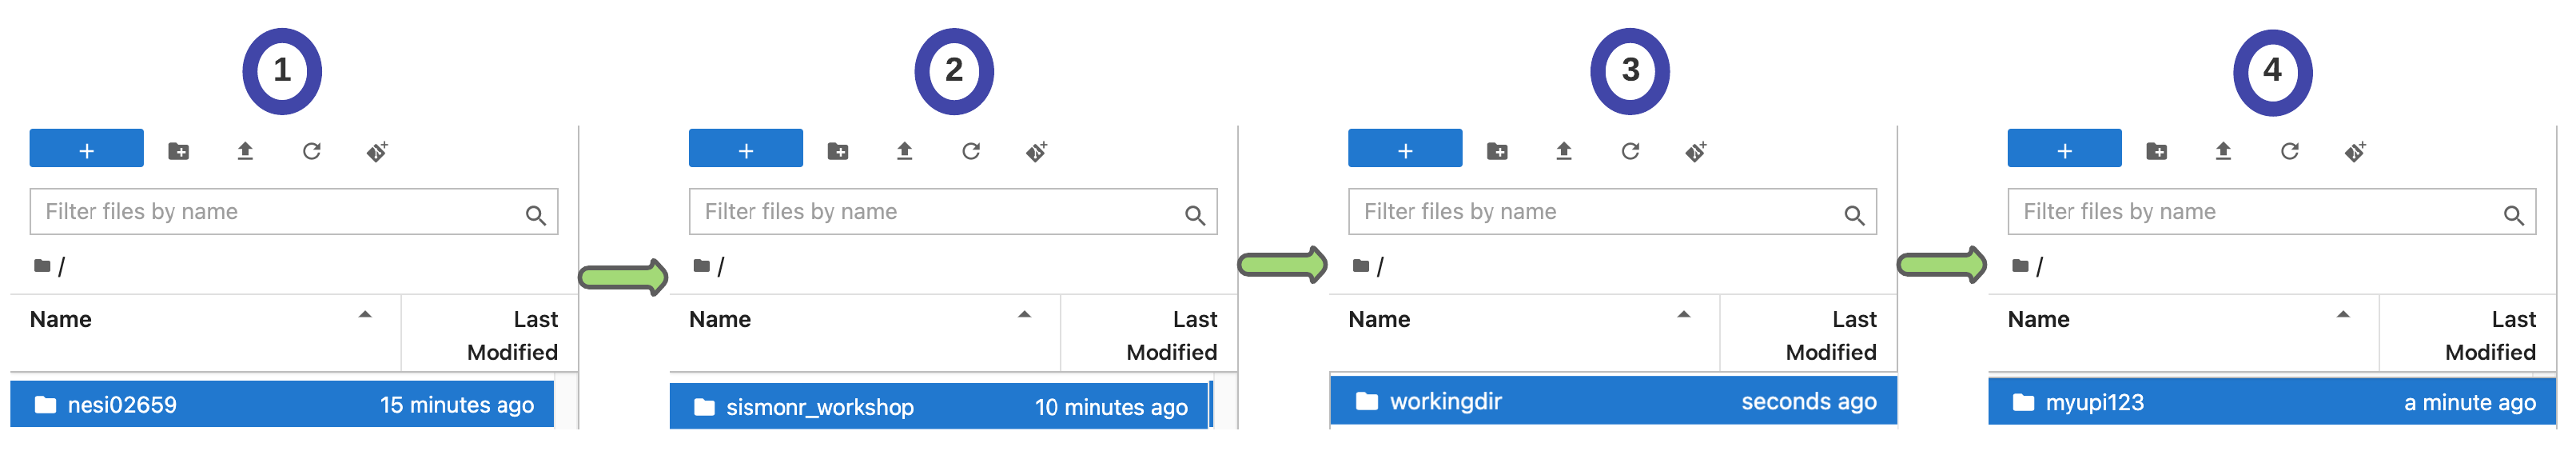 1
Filter files by name
/
Name Last
Modified
nesi02659 15 minutes ago
2
Filter files by name
/
Name Last
Modified
sismonr_workshop 10 minutes ago
3
Filter files by name
/
Name Last
Modified
workingdir seconds ago
4
Filter files by name
/
Name Last
Modified
myupi123 a minute ago